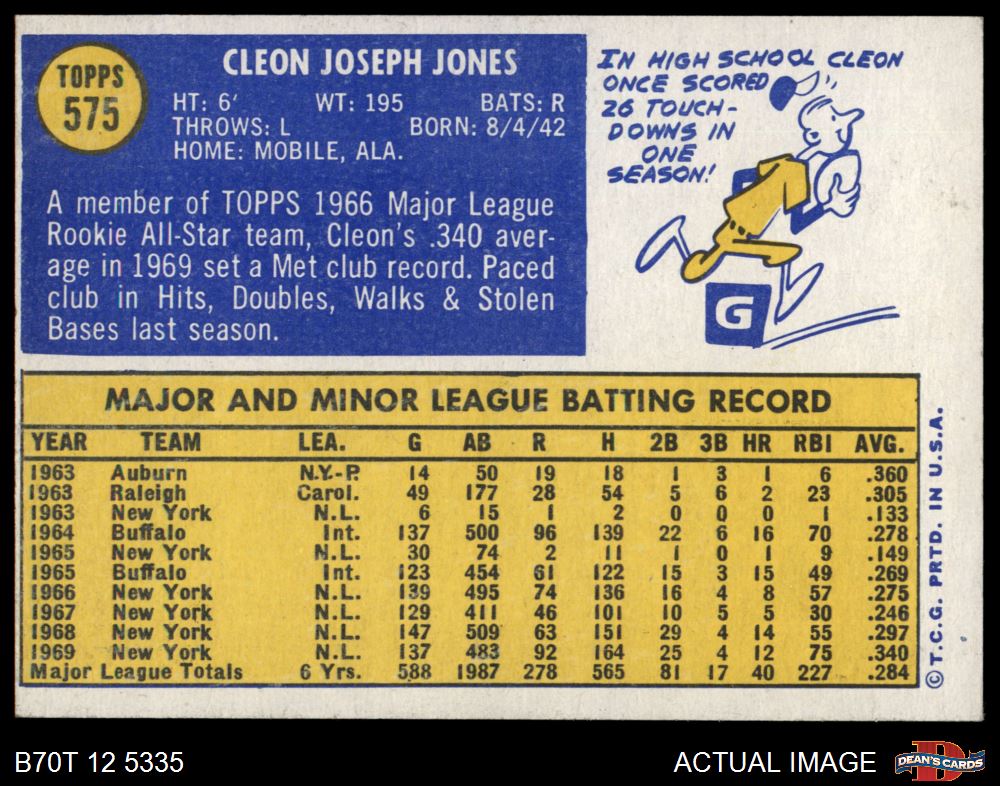 TOPPS
575
CLEON JOSEPH JONES
HT: 6' WT: 195 BATS: R
THROWS: L BORN: 8/4/42
HOME: MOBILE, ALA.
A member of TOPPS 1966 Major League
Rookie All-Star team, Cleon's .340 aver-
age in 1969 set a Met club record. Paced
club in Hits, Doubles, Walks & Stolen
Bases last season.
IN HIGH SCHOOL CLEON
ONCE SCORED
26 TOUCH-
DOWNS IN
ONE
SEASON!
G
MAJOR AND MINOR LEAGUE BATTING RECORD
YEAR TEAM LEA. G AB R H 2B 3B HR RBI AVG.
1963 Auburn N.Y.-P. 14 50 19 18 1 3 1 6 .360
1963 Raleigh Carol. 49 177 28 54 5 6 2 23 .305
1963 New York N.L. 6 15 1 2 0 0 0 1 .133
1964 Buffalo Int. 137 500 96 139 22 6 16 70 .278
1965 New York N.L. 30 74 2 11 1 0 1 9 .149
1965 Buffalo Int. 123 454 61 122 15 3 15 49 .269
1966 New York N.L. 139 495 74 136 16 4 8 57 .275
1967 New York N.L. 129 411 46 101 10 5 5 30 .246
1968 New York N.L. 147 509 63 151 29 4 14 55 .297
1969 New York N.L. 137 483 92 164 25 4 12 75 .340
Major League Totals 6 Yrs. 588 1987 278 565 81 17 40 227 .284
© T.C.G. PRTD. IN U.S.A.
B70T 12 5335
ACTUAL IMAGE
DEAN'S CARDS